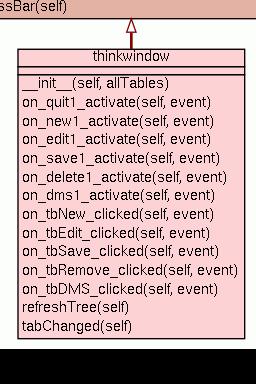 ssBar(self)
thinkwindow
__init__(self, allTables)
on_quit1_activate(self, event)
on_new1_activate(self, event)
on_edit1_activate(self, event)
on_save1_activate(self, event)
on_delete1_activate(self, event)
on_dms1_activate(self, event)
on_tbNew_clicked(self, event)
on_tbEdit_clicked(self, event)
on_tbSave_clicked(self, event)
on_tbRemove_clicked(self, event)
on_tbDMS_clicked(self, event)
refreshTree(self)
tabChanged(self)